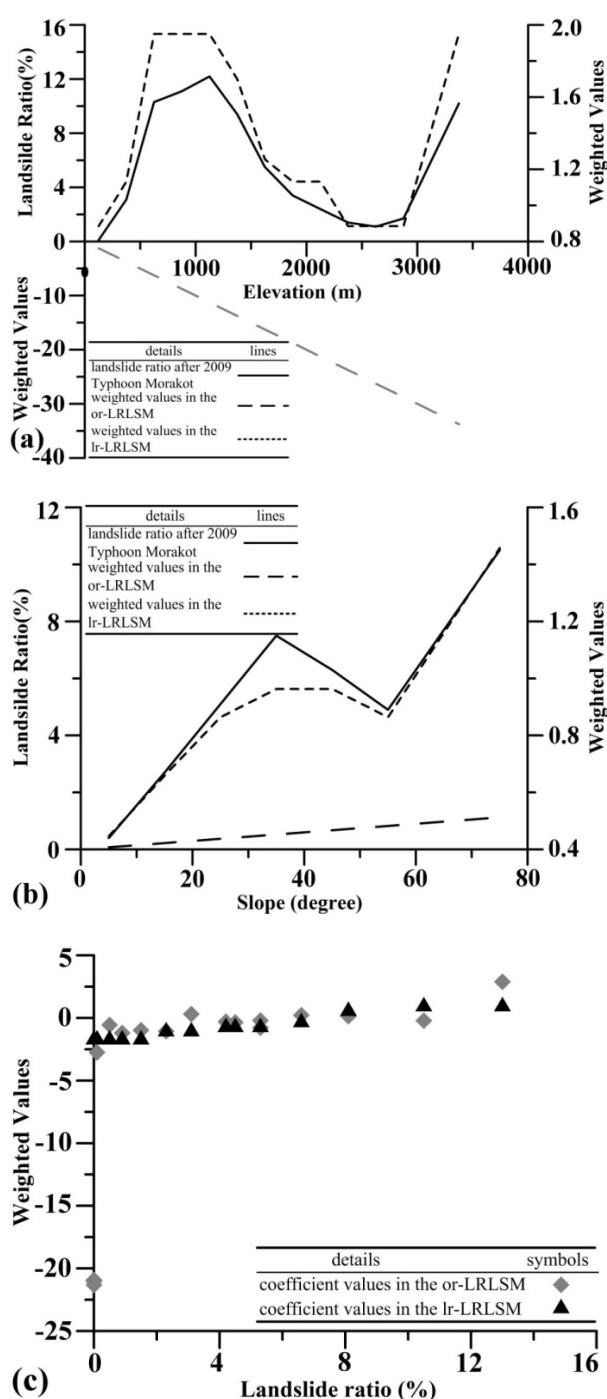 16
12
8
4
0
Landsilde Ratio(%)
2.0
1.6
1.2
0.8
Weighted Values
0
1000
2000
3000
4000
Elevation (m)
-10
-20
-30
-40
Weighted Values
details lines
landslide ratio after 2009
Typhoon Morakot
weighted values in the
or-LRLSM
weighted values in the
lr-LRLSM
(a)
12
8
4
0
Landsilde Ratio(%)
details lines
landslide ratio after 2009
Typhoon Morakot
weighted values in the
or-LRLSM
weighted values in the
lr-LRLSM
1.6
1.2
0.8
0.4
Weighted Values
0 20 40 60 80
Slope (degree)
(b)
5
0
-5
-10
-15
-20
-25
Weighted Values
details symbols
coefficient values in the or-LRLSM
coefficient values in the lr-LRLSM
0 4 8 12 16
Landslide ratio (%)
(c)